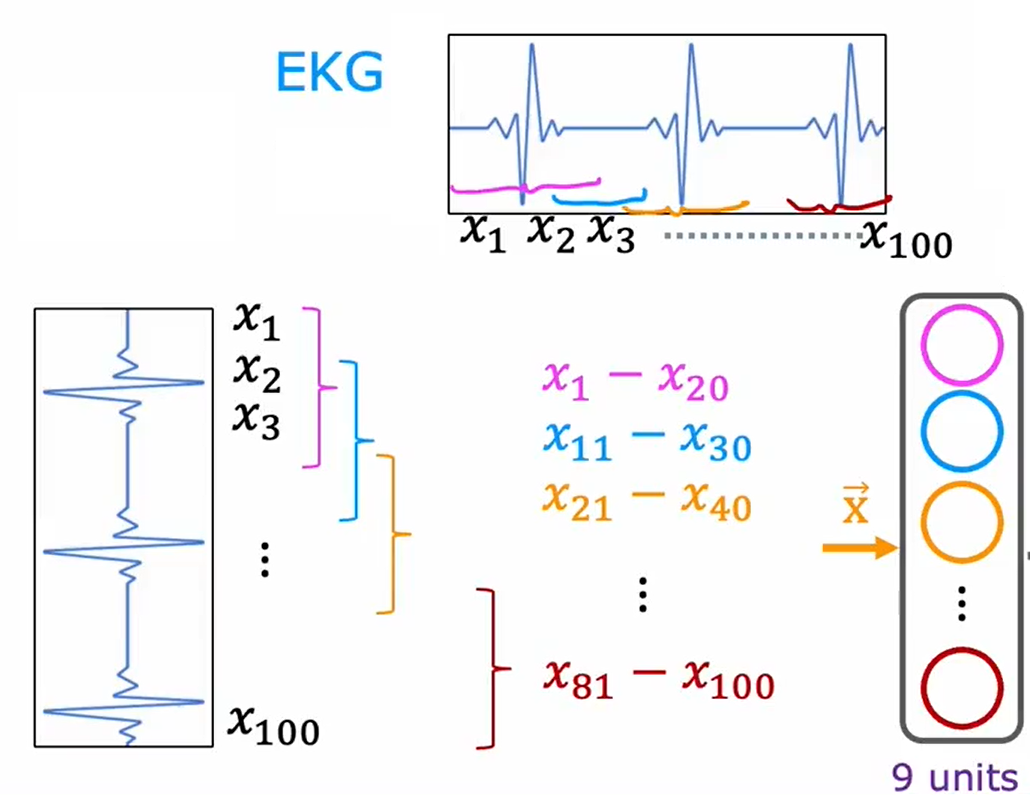 EKG
x₁ x₂ x₃ ........ x₁₀₀
x₁
x₂
x₃
⋮
x₁₀₀
x₁ − x₂₀
x₁₁ − x₃₀
x₂₁ − x₄₀
⋮
x₈₁ − x₁₀₀
x⃗
⋮
9 units